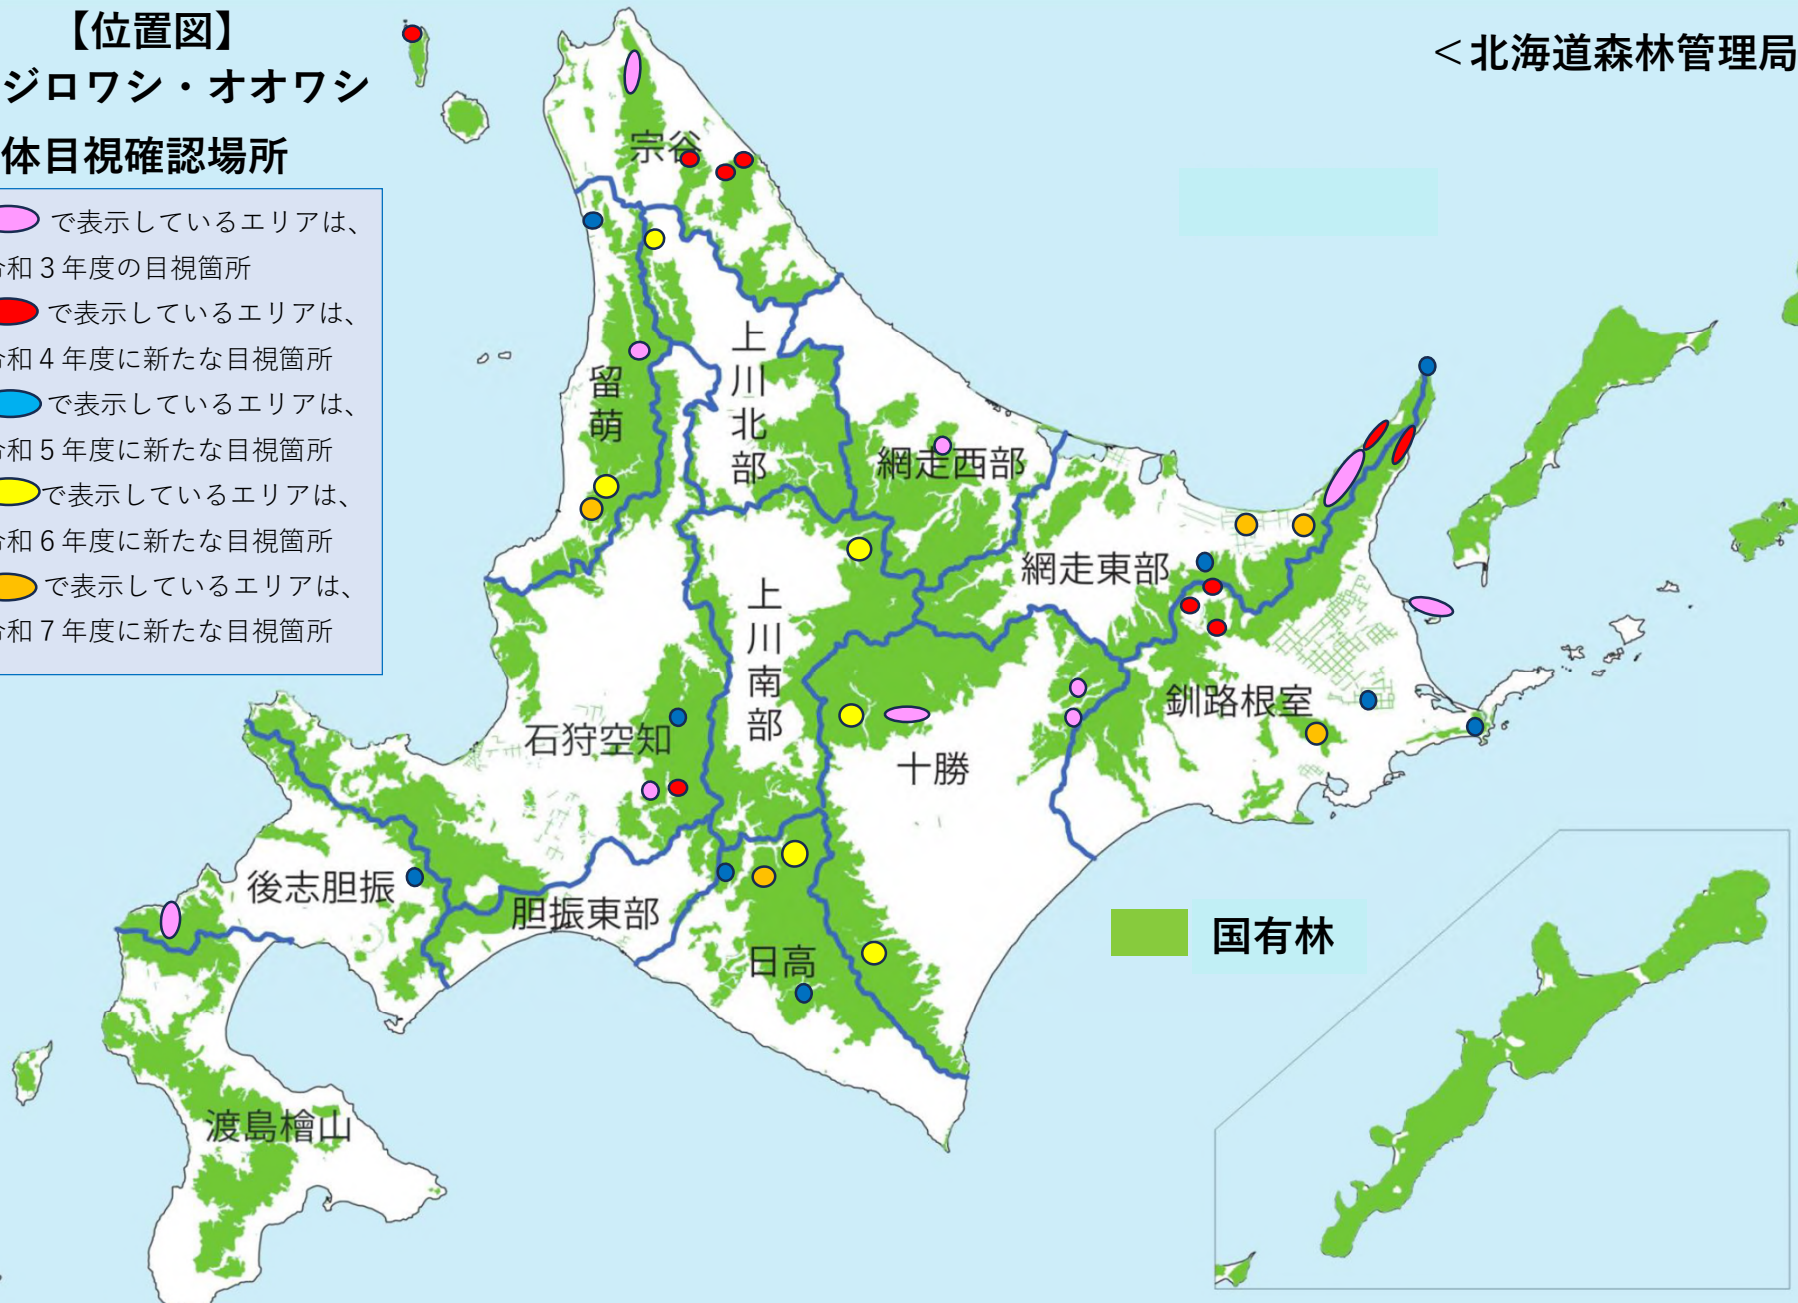 【位置図】
ジロワシ・オオワシ
体目視確認場所
<北海道森林管理局
で表示しているエリアは、
和3年度の目視箇所
で表示しているエリアは、
和4年度に新たな目視箇所
で表示しているエリアは、
和5年度に新たな目視箇所
で表示しているエリアは、
和6年度に新たな目視箇所
で表示しているエリアは、
和7年度に新たな目視箇所
宗谷
留萌
上川北部
網走西部
網走東部
上川南部
釧路根室
石狩空知
十勝
後志胆振
胆振東部
日高
国有林
渡島檜山